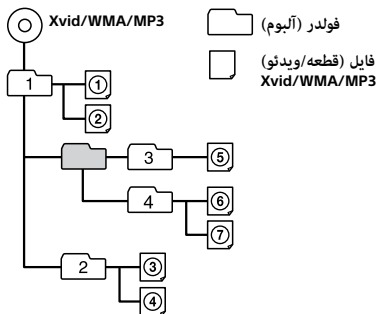 Xvid/WMA/MP3
فولدر (آلبوم)
فایل (قطعه/ویدئو)
Xvid/WMA/MP3
1
①
②
3
⑤
4
⑥
⑦
2
③
④